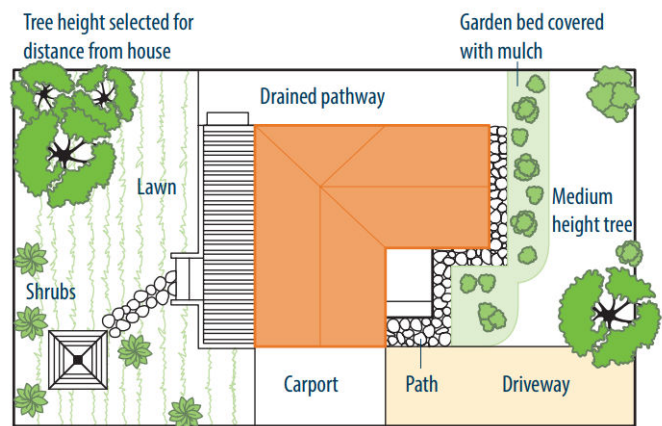 Tree height selected for
distance from house
Garden bed covered
with mulch
Drained pathway
Lawn
Medium
height tree
Shrubs
Carport
Path
Driveway